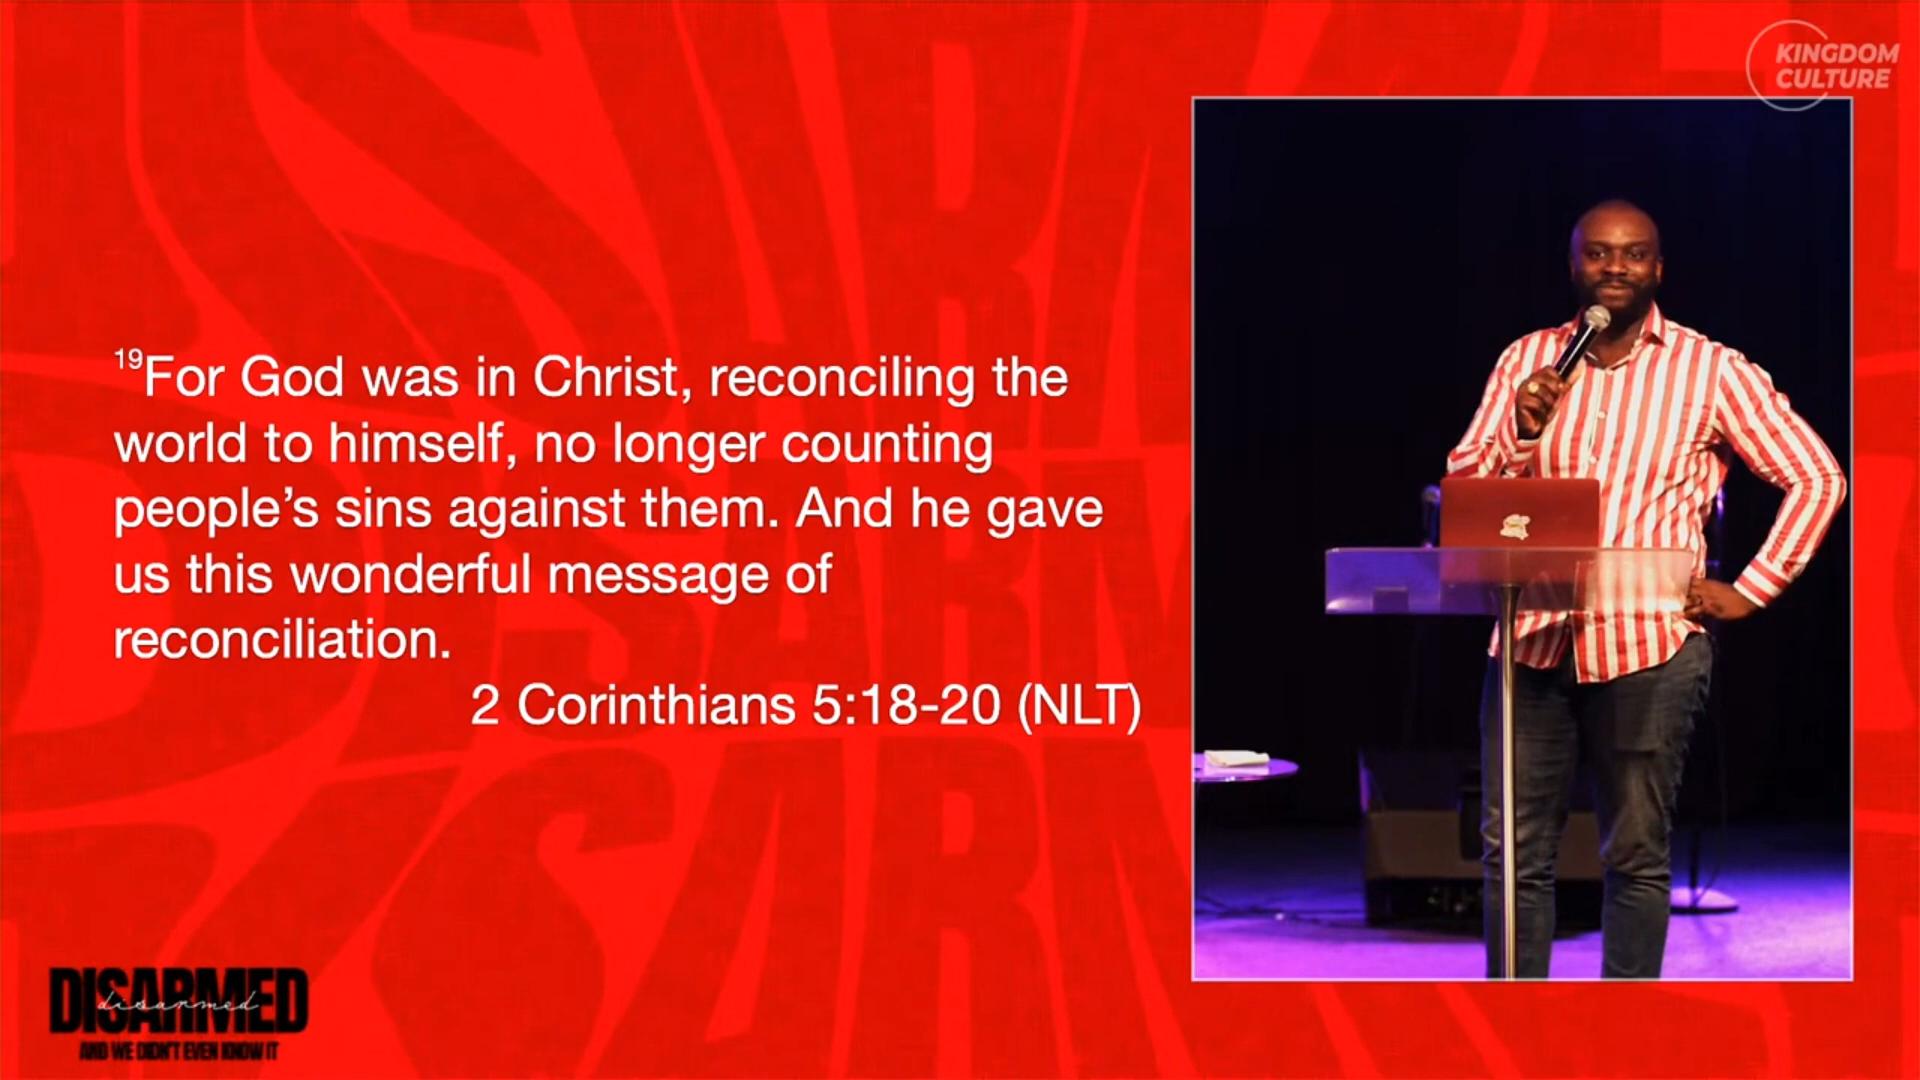 KINGDOM
CULTURE
¹⁹For God was in Christ, reconciling the
world to himself, no longer counting
people’s sins against them. And he gave
us this wonderful message of
reconciliation.
2 Corinthians 5:18-20 (NLT)
DISARMED
disarmed
AND WE DIDN'T EVEN KNOW IT